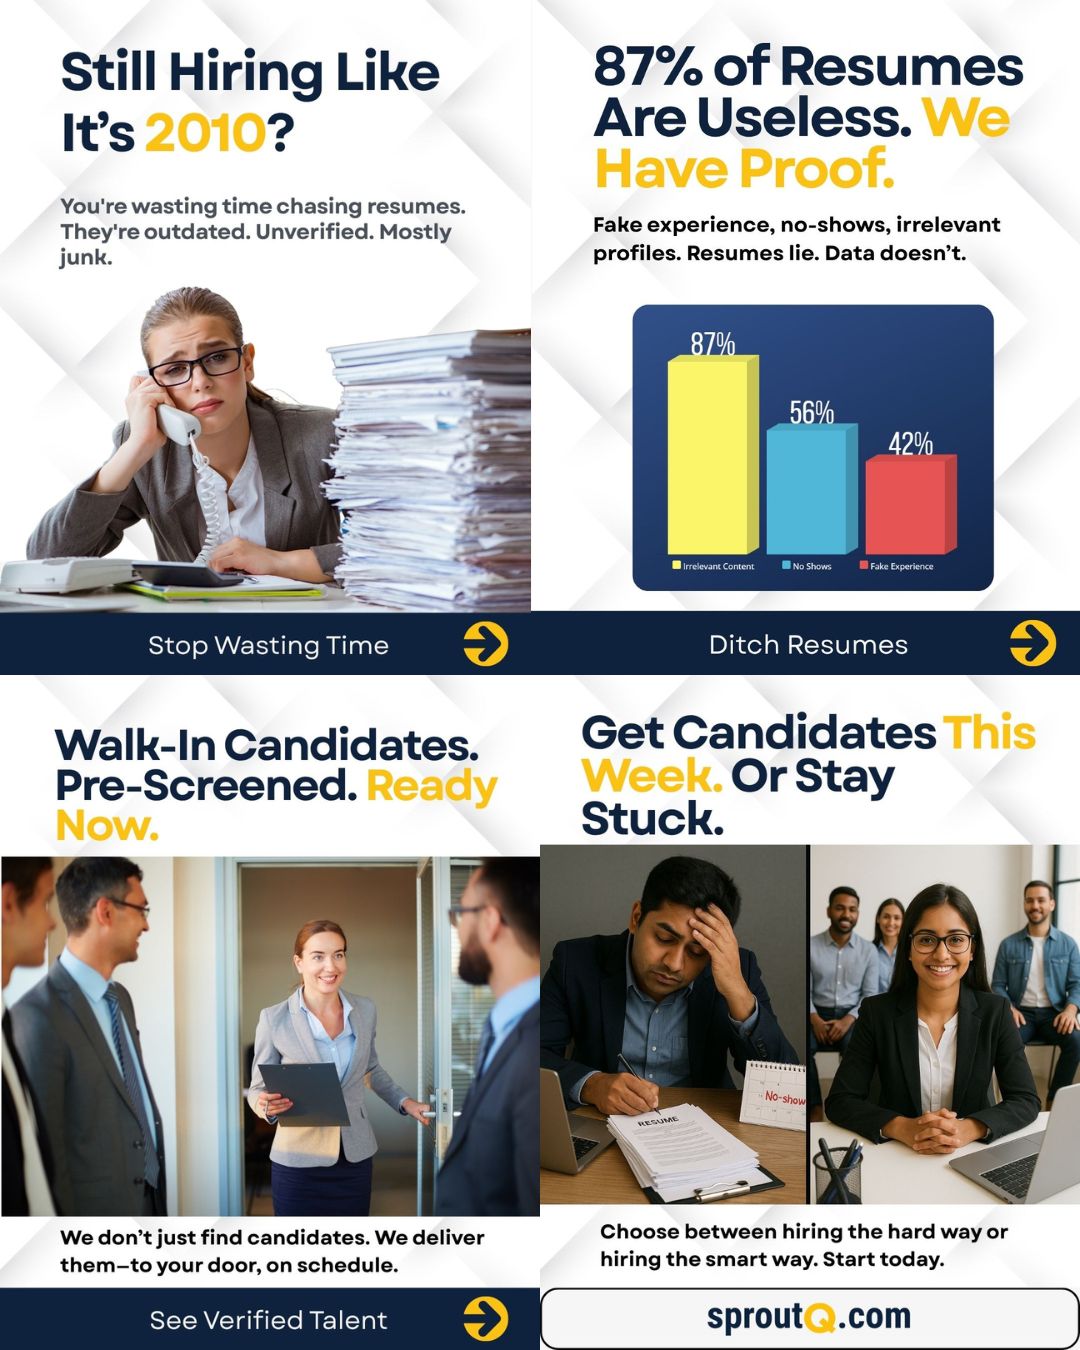 Still Hiring Like
It's 2010?
You're wasting time chasing resumes.
They're outdated. Unverified. Mostly
junk.
Stop Wasting Time
87% of Resumes
Are Useless. We
Have Proof.
Fake experience, no-shows, irrelevant
profiles. Resumes lie. Data doesn’t.
87%
56%
42%
Irrelevant Content
No Shows
Fake Experience
Ditch Resumes
Walk-In Candidates.
Pre-Screened. Ready
Now.
We don’t just find candidates. We deliver
them—to your door, on schedule.
See Verified Talent
Get Candidates This
Week. Or Stay
Stuck.
RESUME
No-show
Choose between hiring the hard way or
hiring the smart way. Start today.
sproutQ.com